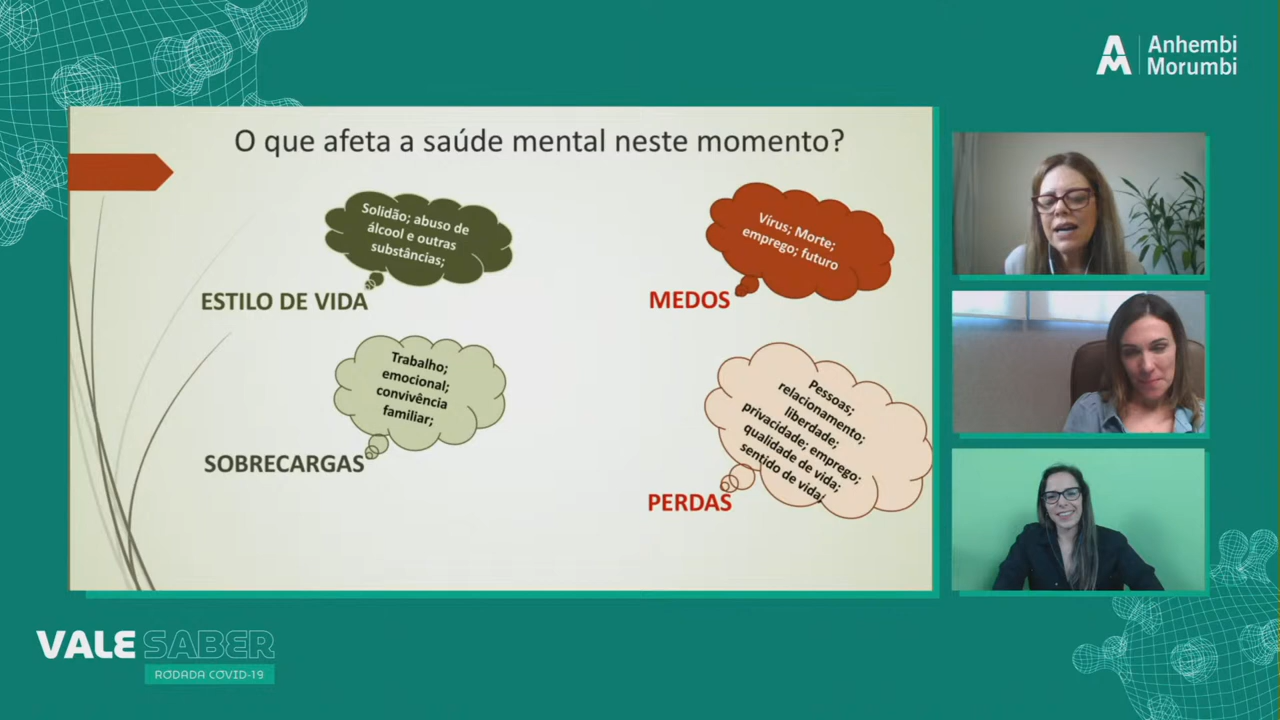 Anhembi
Morumbi
O que afeta a saúde mental neste momento?
Solidão; abuso de
álcool e outras
substâncias;
ESTILO DE VIDA
Vírus; Morte;
emprego; futuro
MEDOS
Trabalho;
emocional;
convivência
familiar;
SOBRECARGAS
Pessoas;
relacionamento;
liberdade;
privacidade; emprego;
qualidade de vida;
sentido de vida;
PERDAS
VALE SABER
RODADA COVID-19